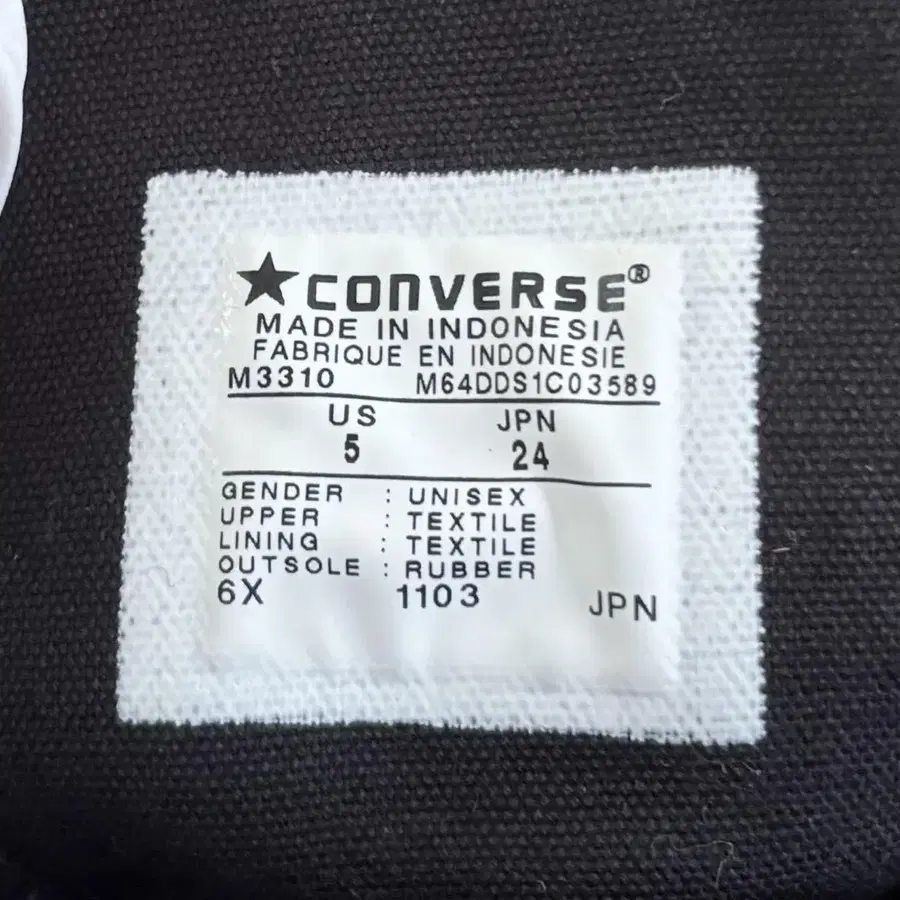 ★CONVERSE®
MADE IN INDONESIA
FABRIQUE EN INDONESIE
M3310 M64DDS1C03589
US JPN
5 24
GENDER : UNISEX
UPPER : TEXTILE
LINING : TEXTILE
OUTSOLE : RUBBER
6X 1103 JPN